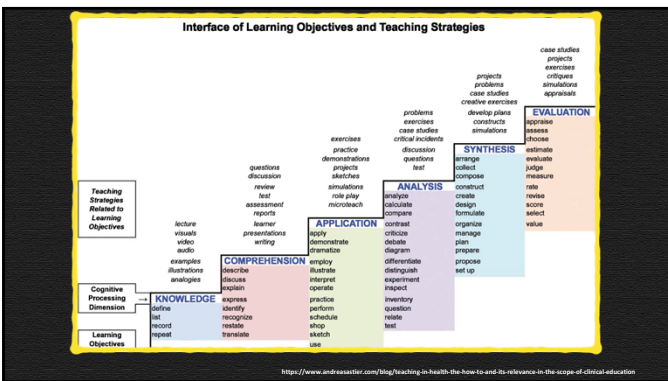 Interface of Learning Objectives and Teaching Strategies
case studies
projects
exercises
critiques
simulations
appraisals
EVALUATION
appraise
assess
choose
estimate
evaluate
judge
measure
rate
revise
score
select
value
projects
problems
case studies
creative exercises
develop plans
constructs
simulations
SYNTHESIS
arrange
collect
compose
construct
create
design
formulate
organize
manage
plan
prepare
propose
set up
problems
exercises
case studies
critical incidents
discussion
questions
test
ANALYSIS
analyze
calculate
compare
contrast
criticize
debate
diagram
differentiate
distinguish
experiment
inspect
inventory
question
relate
test
exercises
practice
demonstrations
projects
sketches
simulations
role play
microteach
APPLICATION
apply
demonstrate
dramatize
employ
illustrate
interpret
operate
practice
perform
schedule
shop
sketch
use
questions
discussion
review
test
assessment
reports
learner
presentations
writing
COMPREHENSION
describe
discuss
explain
express
identify
recognize
restate
translate
lecture
visuals
video
audio
examples
illustrations
analogies
KNOWLEDGE
define
list
record
repeat
Teaching
Strategies
Related to
Learning
Objectives
Cognitive
Processing
Dimension
Learning
Objectives
https://www.andreasastier.com/blog/teaching-in-health-the-how-to-and-its-relevance-in-the-scope-of-clinical-education